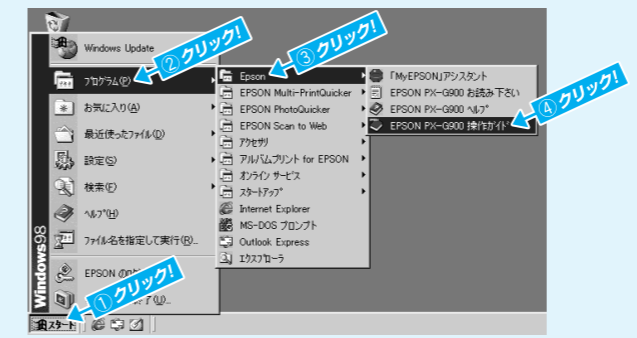 Windows Update
② クリック!
プログラム(P)
お気に入り(A)
最近使ったファイル(D)
設定(S)
検索(F)
ヘルプ(H)
ファイル名を指定して実行(R)...
EPSON の
① クリック!
(U)...
Windows98
スタート
③ クリック!
Epson
EPSON Multi-PrintQuicker
EPSON PhotoQuicker
EPSON Scan to Web
アクセサリ
アルバムプリント for EPSON
オンライン サービス
スタートアップ
Internet Explorer
MS-DOS プロンプト
Outlook Express
エクスプローラ
「MyEPSON」アシスタント
EPSON PX-G900 お読み下さい
EPSON PX-G900 ヘルプ
EPSON PX-G900 操作ガイド
④ クリック!